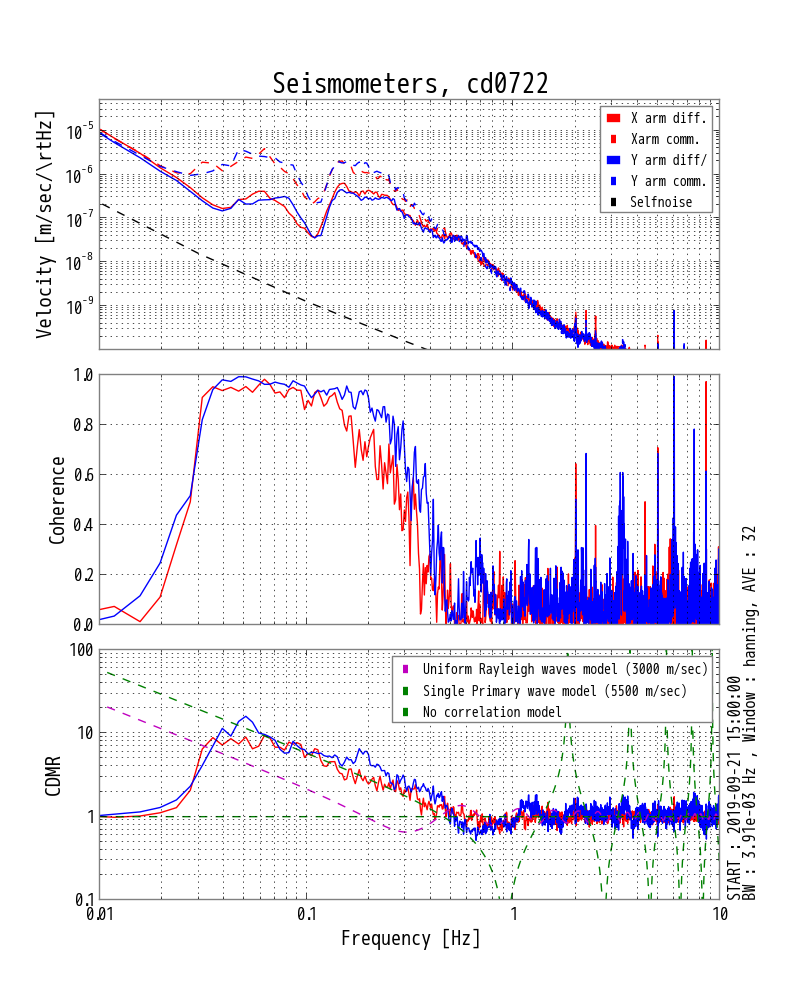 Seismometers, cd0722
Velocity [m/sec/\rtHz]
10^-5
10^-6
10^-7
10^-8
10^-9
X arm diff.
Xarm comm.
Y arm diff/
Y arm comm.
Selfnoise
Coherence
1.0
0.8
0.6
0.4
0.2
0.0
CDMR
100
10
1
0.1
Uniform Rayleigh waves model (3000 m/sec)
Single Primary wave model (5500 m/sec)
No correlation model
0.01
0.1
1
10
Frequency [Hz]
START : 2019-09-21 15:00:00
BW : 3.91e-03 Hz , Window : hanning, AVE : 32